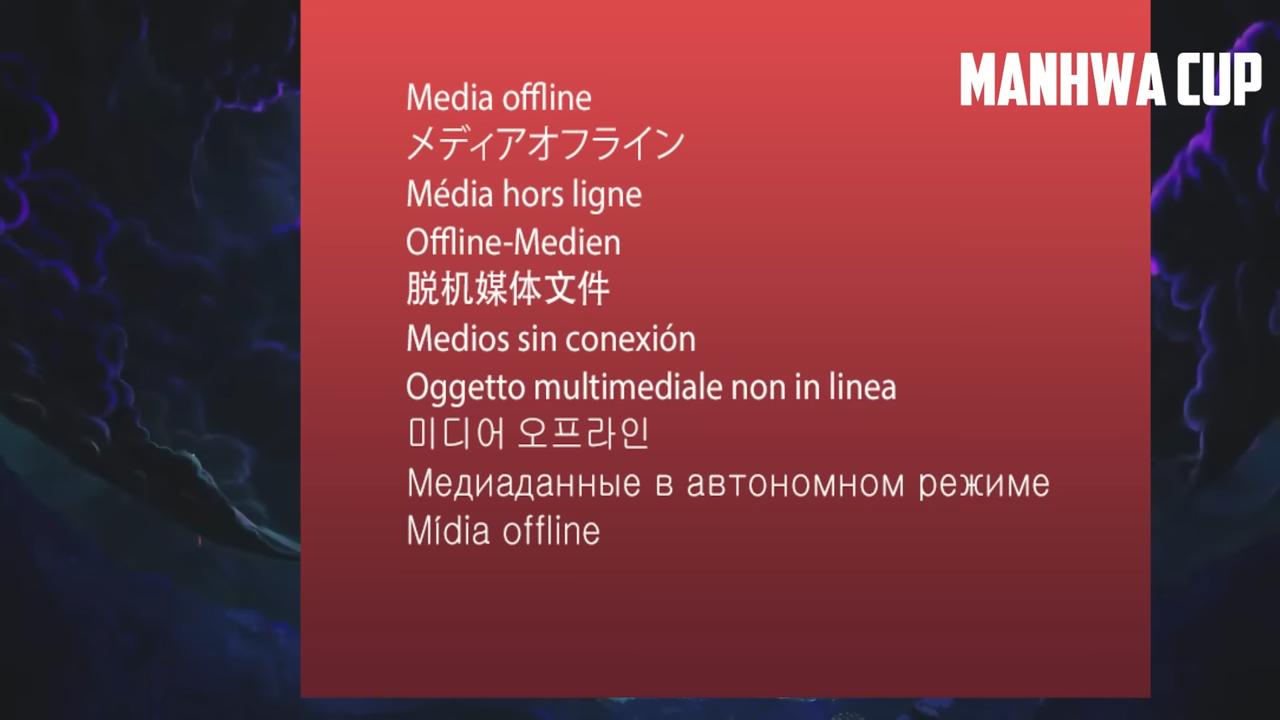 MANHWA CUP
Media offline
メディアオフライン
Média hors ligne
Offline-Medien
脱机媒体文件
Medios sin conexión
Oggetto multimediale non in linea
미디어 오프라인
Медиаданные в автономном режиме
Mídia offline